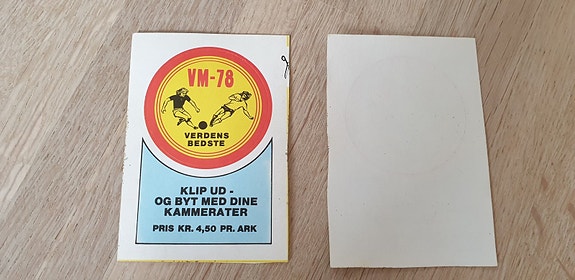 VM-78
VERDENS
BEDSTE
KLIP UD -
OG BYT MED DINE
KAMMERATER
PRIS KR. 4,50 PR. ARK